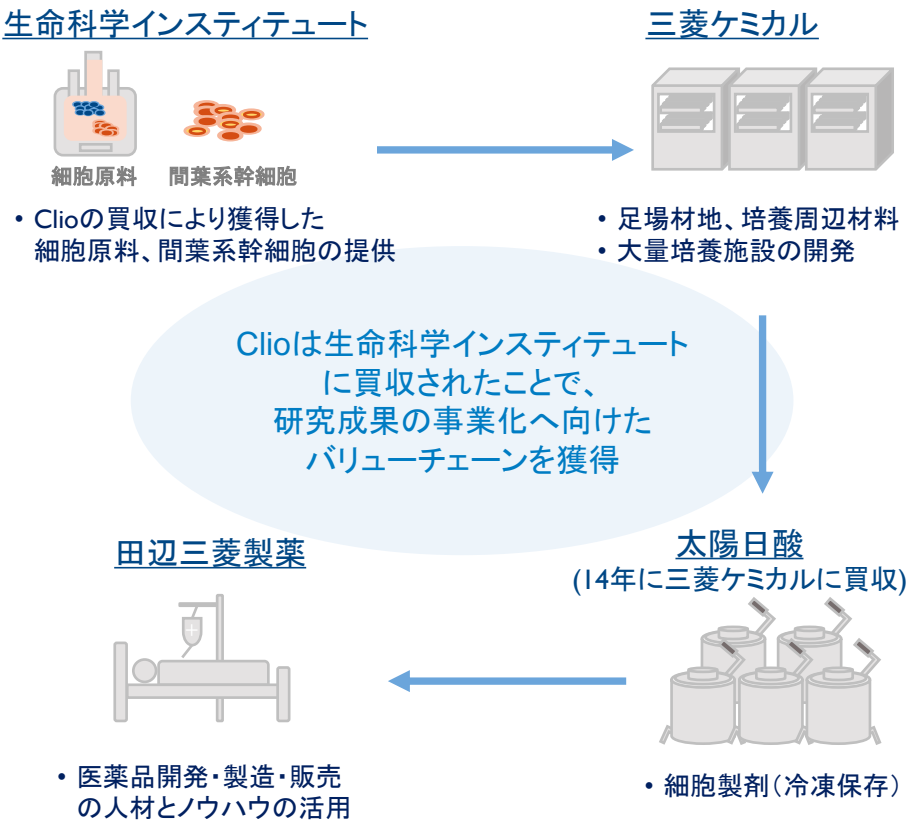 生命科学インスティテュート
細胞原料
間葉系幹細胞
• Clioの買収により獲得した
細胞原料、間葉系幹細胞の提供
三菱ケミカル
• 足場材地、培養周辺材料
• 大量培養施設の開発
Clioは生命科学インスティテュート
に買収されたことで、
研究成果の事業化へ向けた
バリューチェーンを獲得
太陽日酸
(14年に三菱ケミカルに買収)
• 細胞製剤（冷凍保存）
田辺三菱製薬
• 医薬品開発・製造・販売
の人材とノウハウの活用